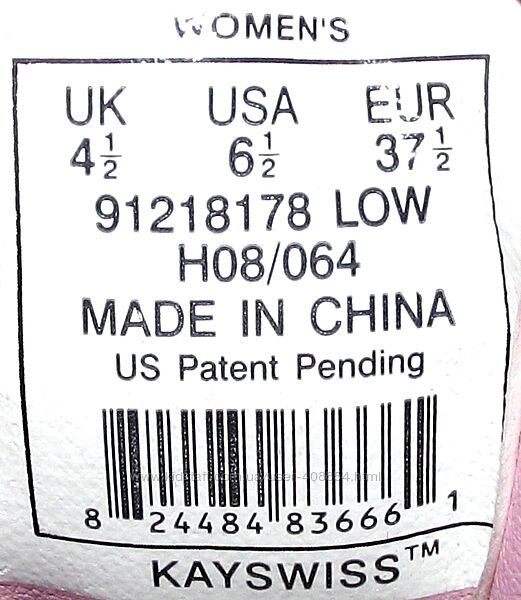 WOMEN'S
UK USA EUR
4½ 6½ 37½
91218178 LOW
H08/064
MADE IN CHINA
US Patent Pending
8 24484 83666 1
KAYSWISS™